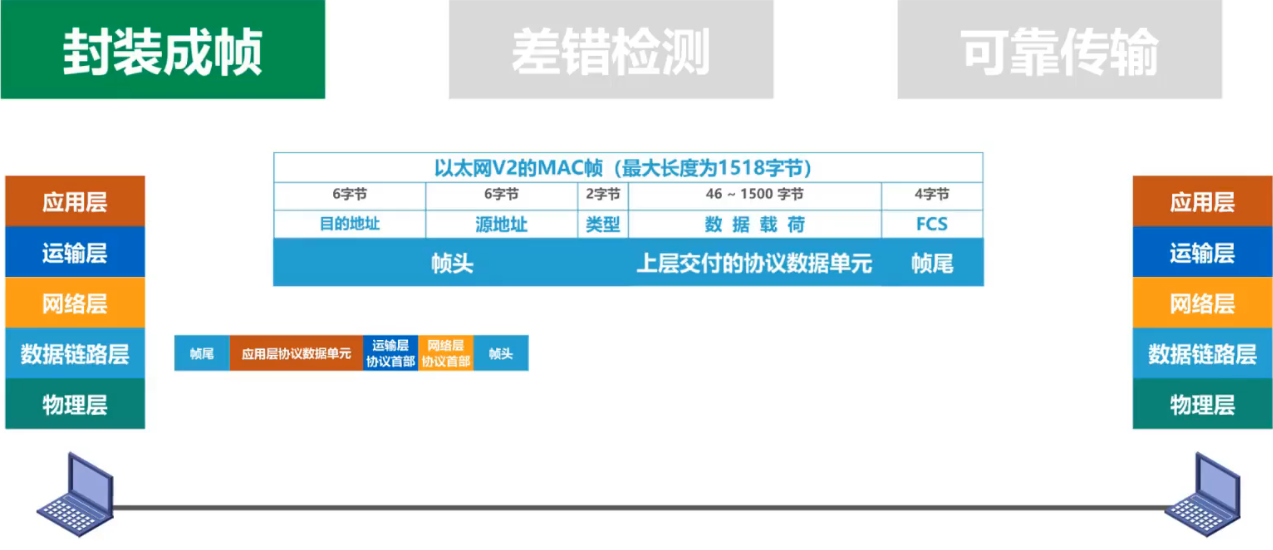 封装成帧
差错检测
可靠传输
以太网V2的MAC帧（最大长度为1518字节）
6字节
6字节
2字节
46 ~ 1500 字节
4字节
目的地址
源地址
类型
数 据 载 荷
FCS
帧头
上层交付的协议数据单元
帧尾
应用层
运输层
网络层
数据链路层
物理层
帧尾
应用层协议数据单元
运输层
协议首部
网络层
协议首部
帧头
应用层
运输层
网络层
数据链路层
物理层